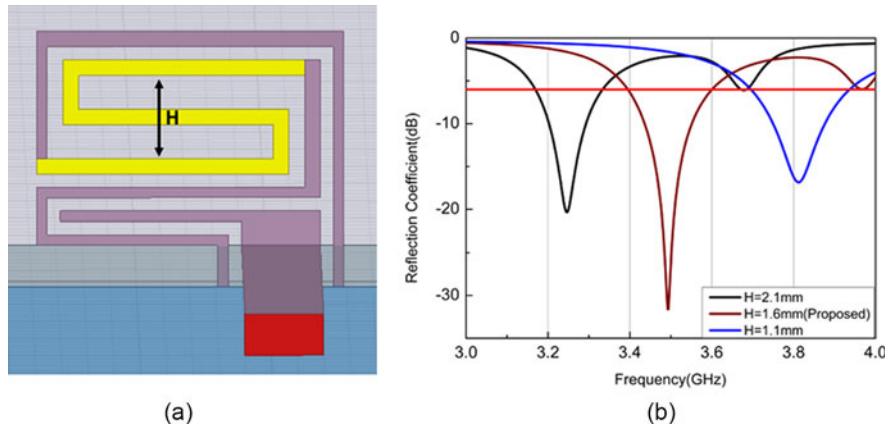 H
(a)
0
-10
-20
-30
Reflection Coefficient(dB)
H=2.1mm
H=1.6mm(Proposed)
H=1.1mm
3.0 3.2 3.4 3.6 3.8 4.0
Frequency(GHz)
(b)